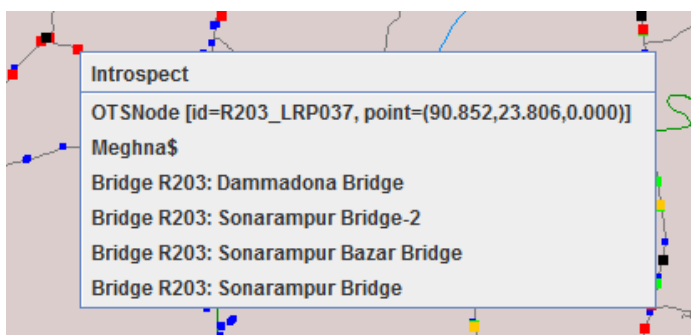 Introspect
OTSNode [id=R203_LRP037, point=(90.852,23.806,0.000)]
Meghna$
Bridge R203: Dammadona Bridge
Bridge R203: Sonarampur Bridge-2
Bridge R203: Sonarampur Bazar Bridge
Bridge R203: Sonarampur Bridge